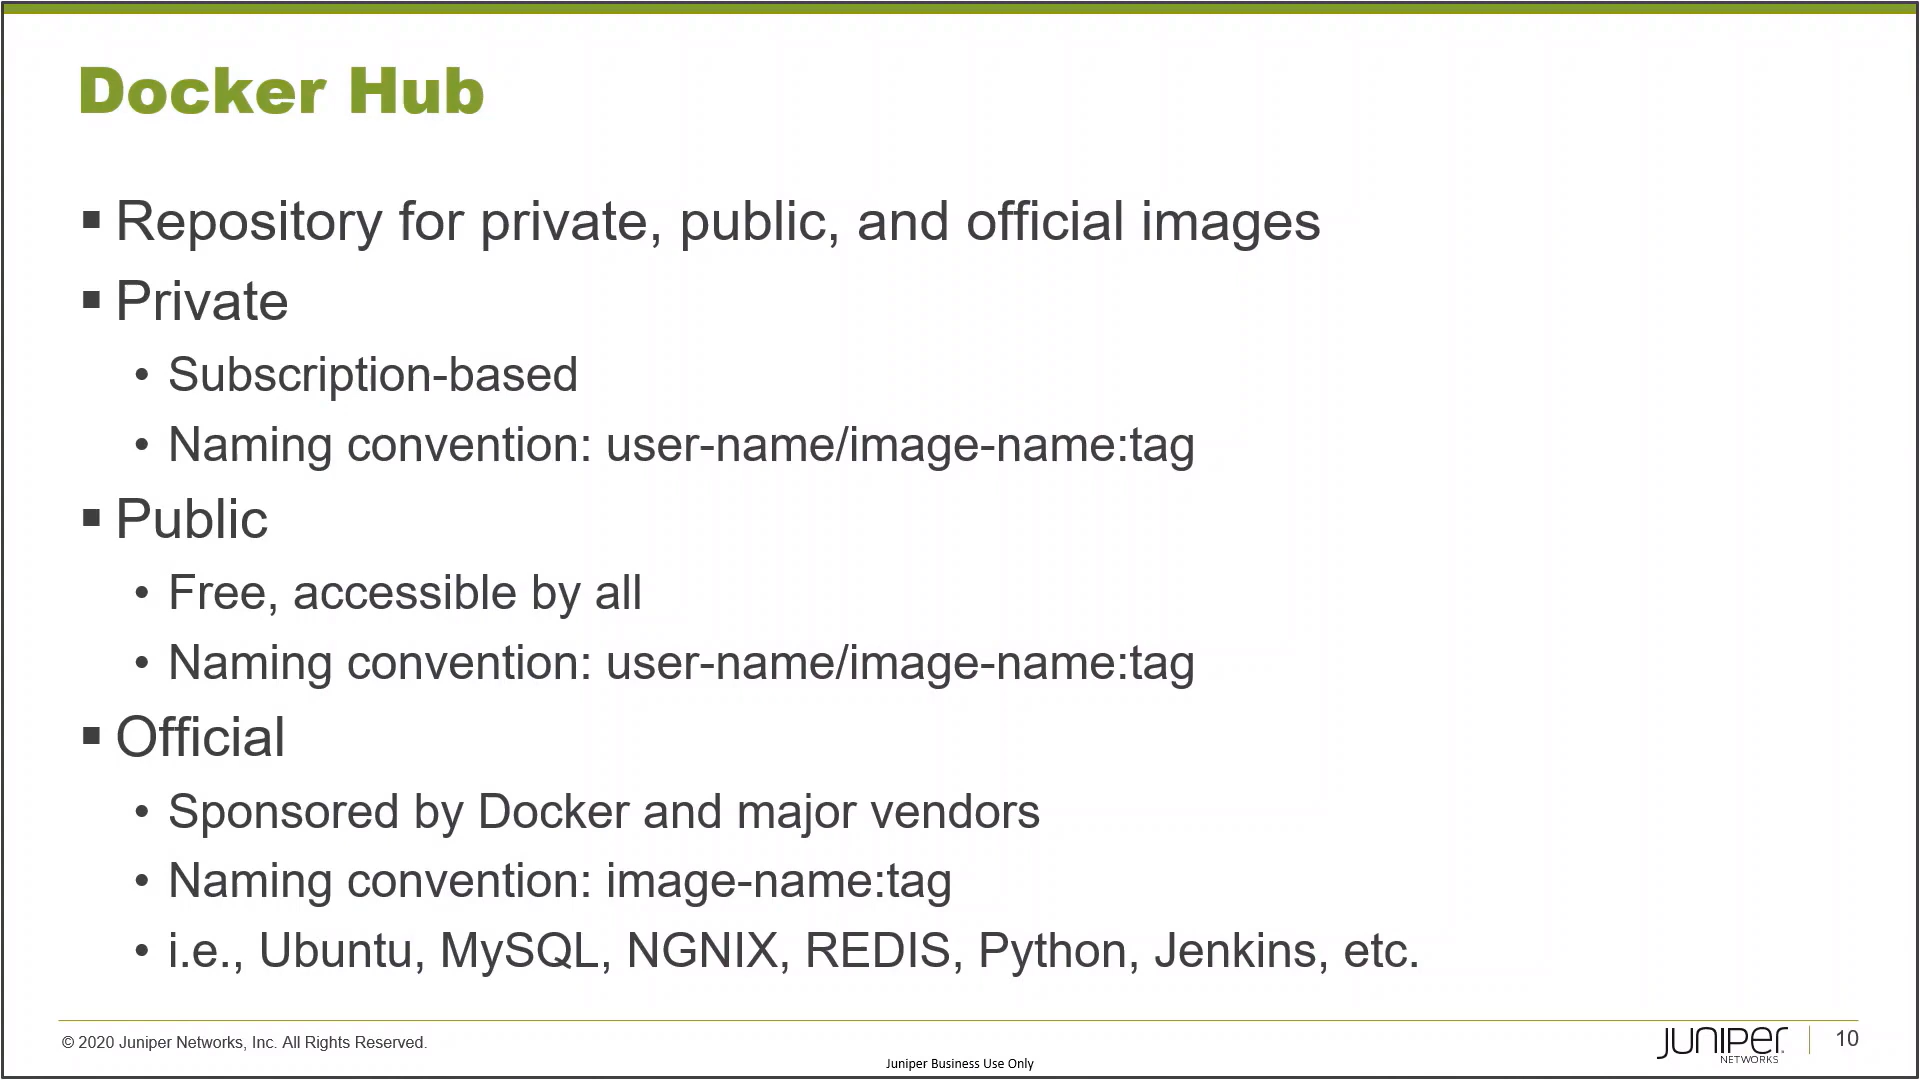 Docker Hub
▪ Repository for private, public, and official images
▪ Private
• Subscription-based
• Naming convention: user-name/image-name:tag
▪ Public
• Free, accessible by all
• Naming convention: user-name/image-name:tag
▪ Official
• Sponsored by Docker and major vendors
• Naming convention: image-name:tag
• i.e., Ubuntu, MySQL, NGNIX, REDIS, Python, Jenkins, etc.
© 2020 Juniper Networks, Inc. All Rights Reserved.
Juniper Business Use Only
JUNIPER
NETWORKS
10